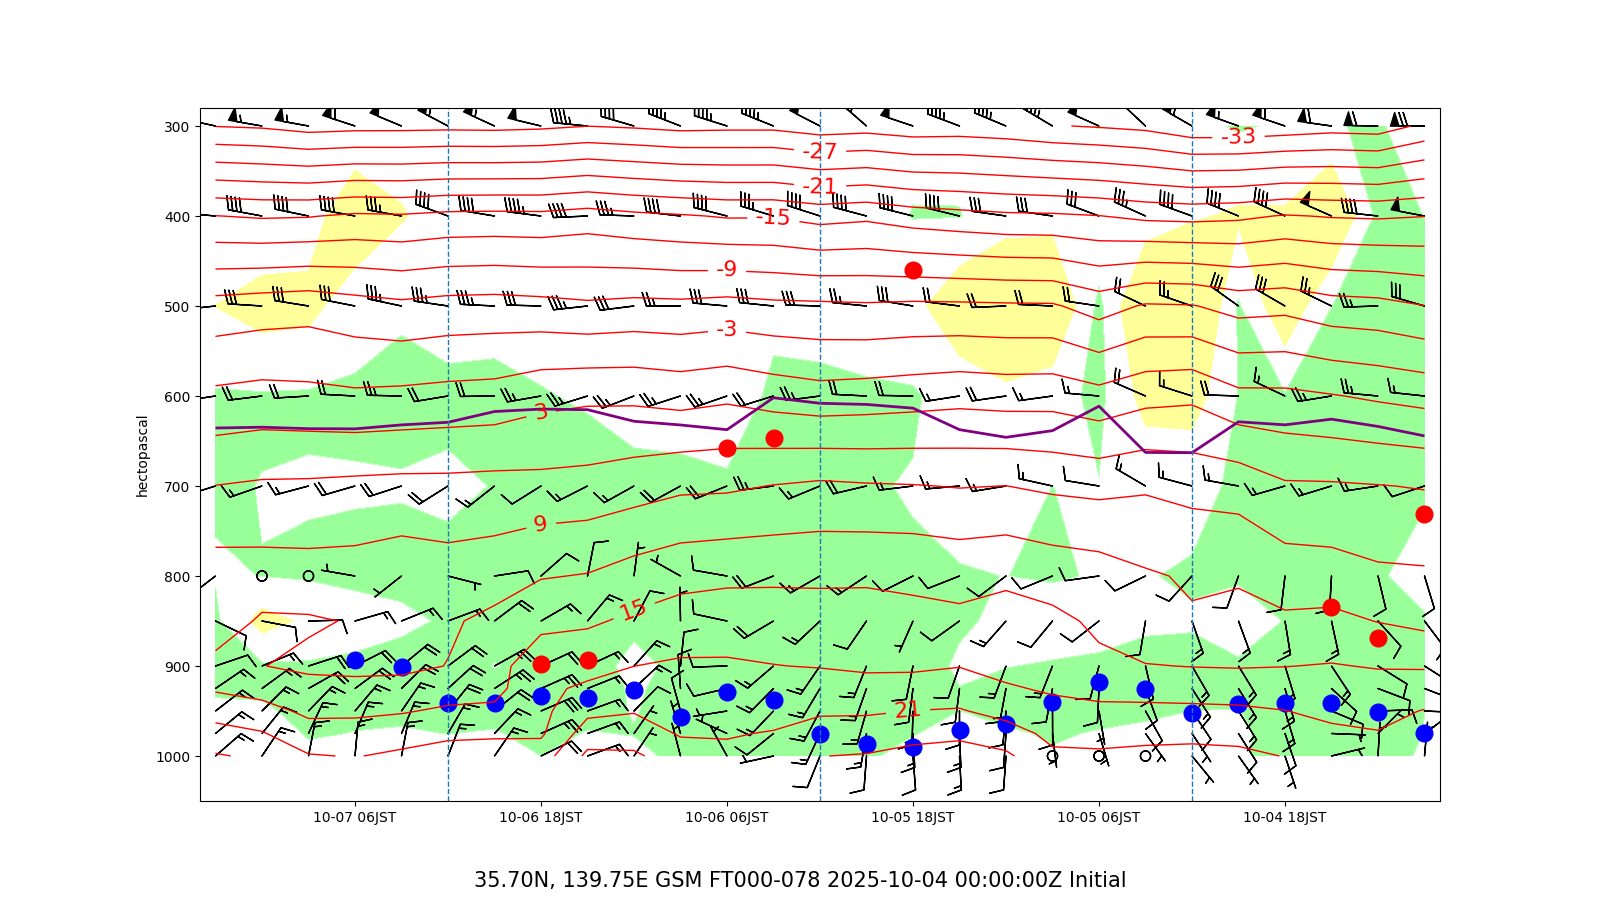 300
400
500
600
700
800
900
1000
hectopascal
-33
-27
-21
-15
-9
-3
3
9
15
21
10-07 06JST
10-06 18JST
10-06 06JST
10-05 18JST
10-05 06JST
10-04 18JST
35.70N, 139.75E GSM FT000-078 2025-10-04 00:00:00Z Initial